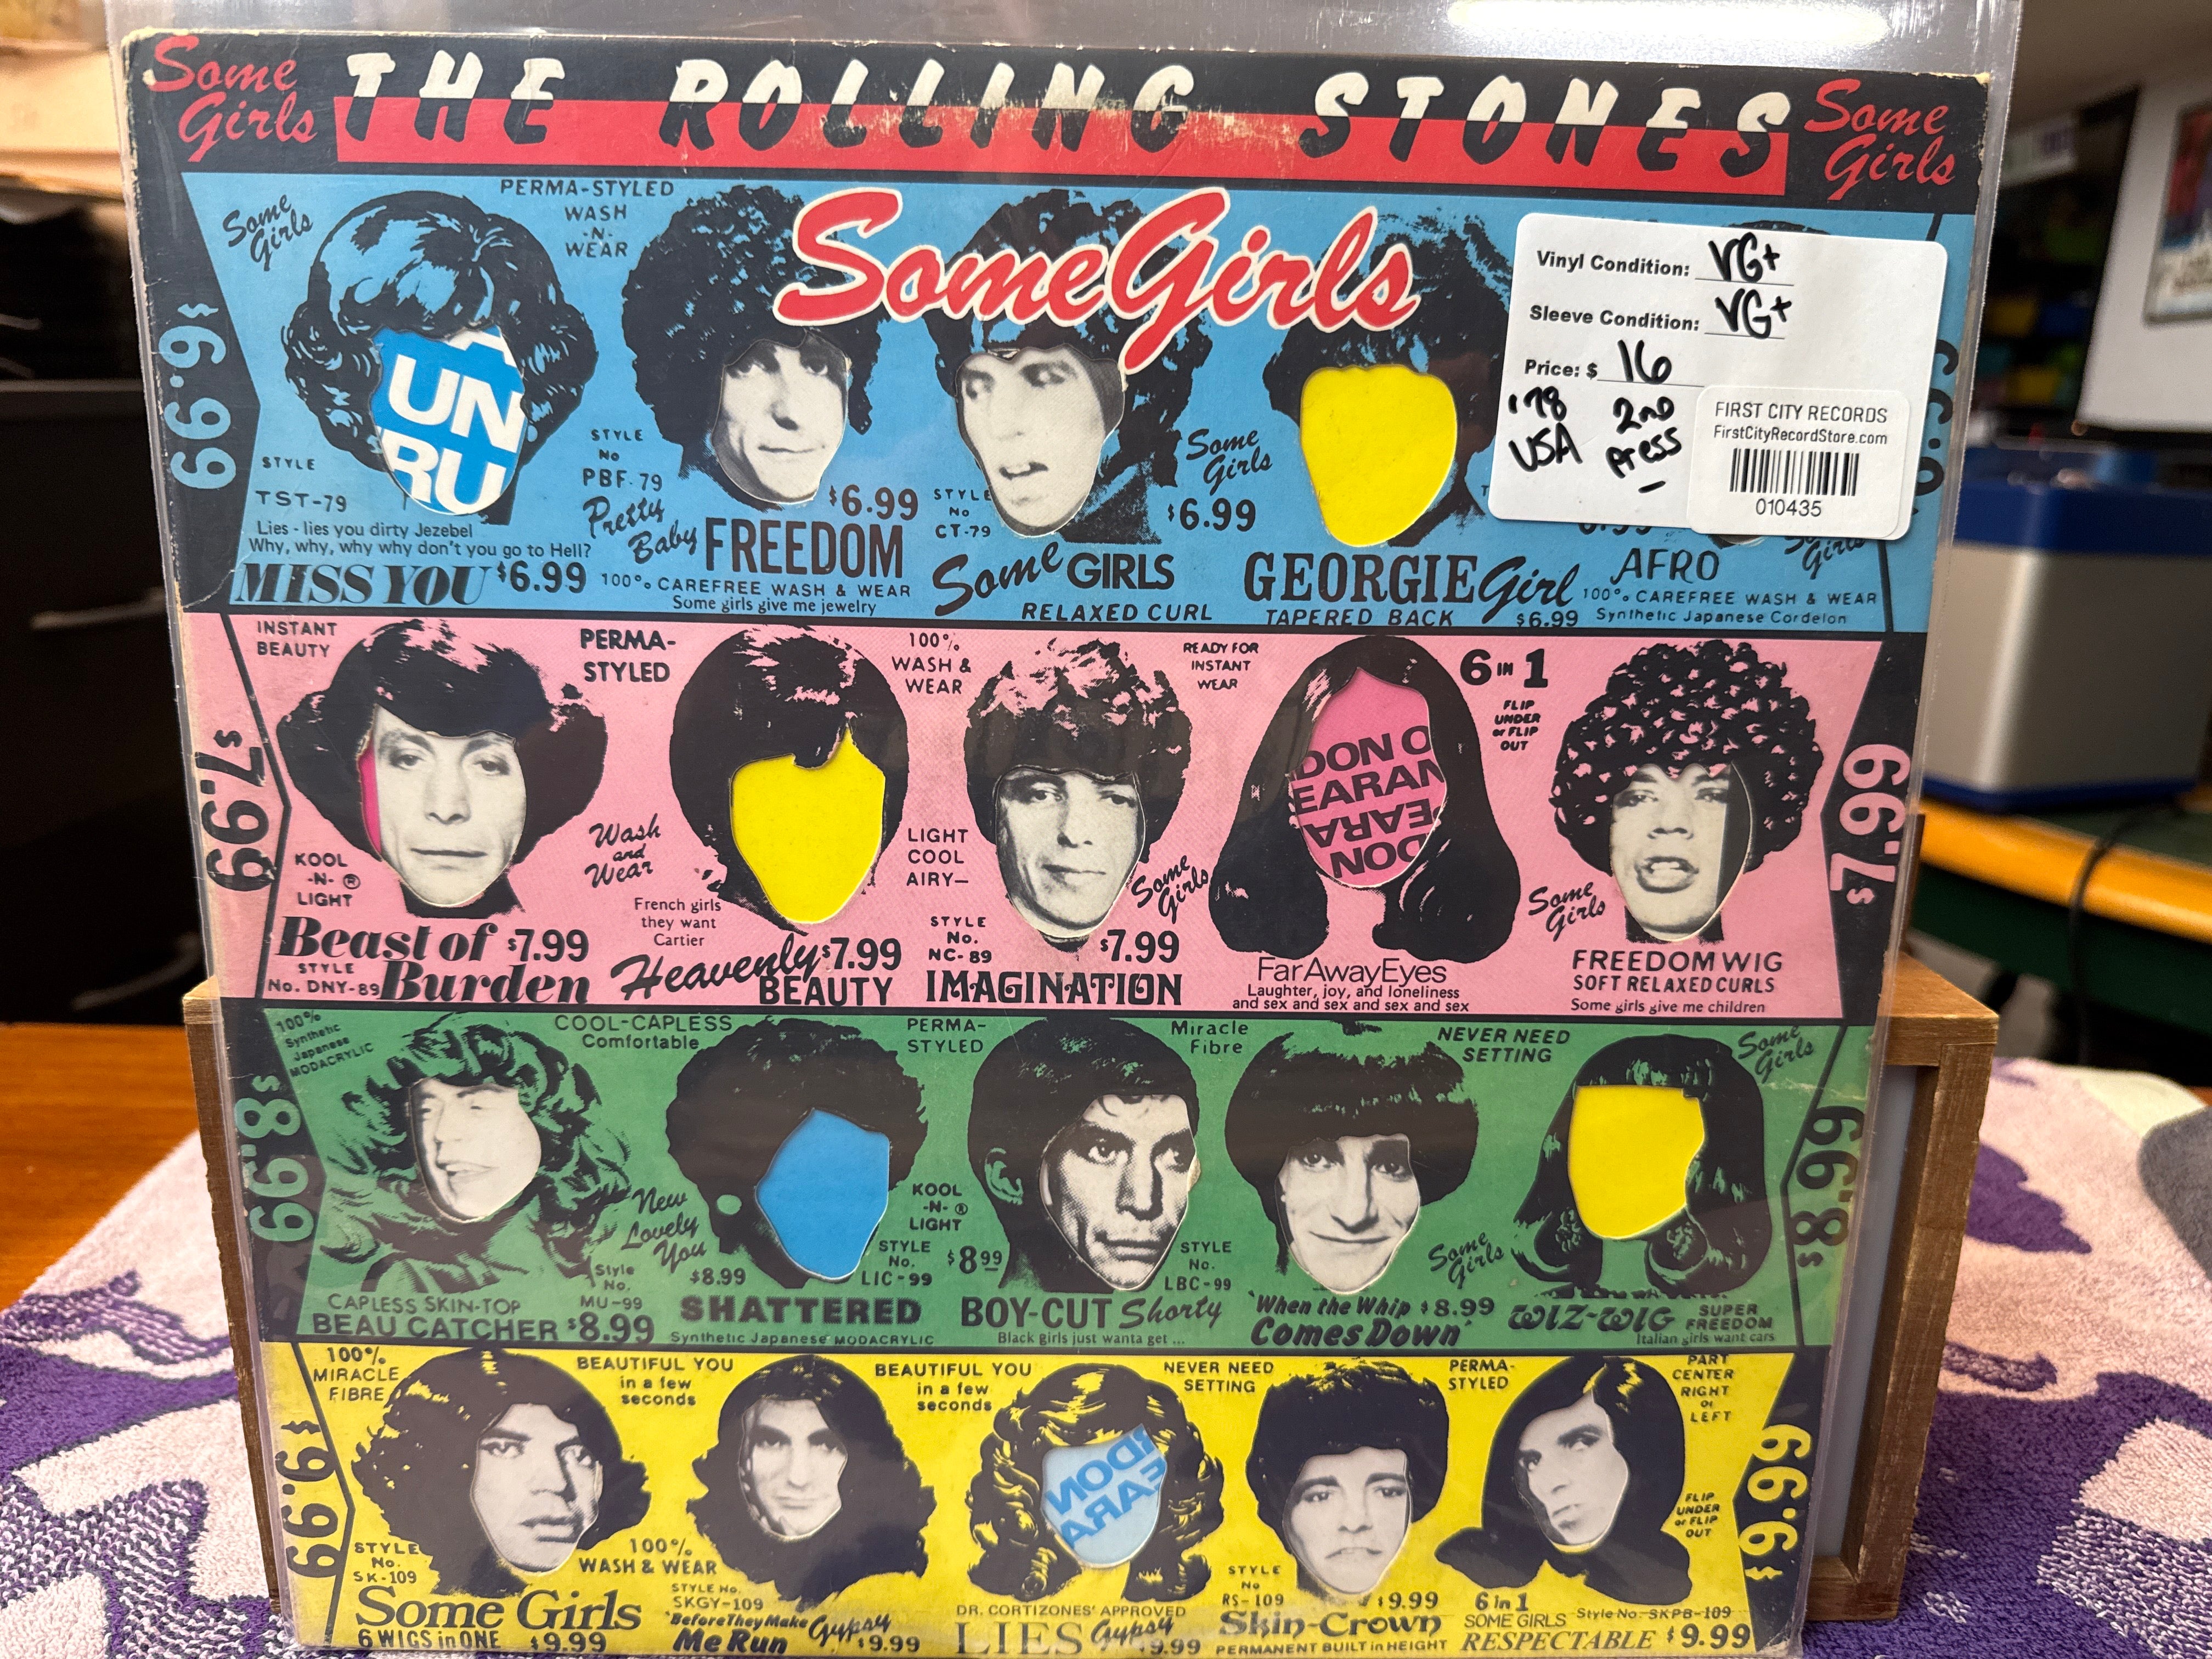 Some Girls
THE ROLLING STONES
Some Girls
Some Girls
Some Girls
PERMA-STYLED
WASH
-N-
WEAR
$6.99
UN
RU
STYLE
TST-79
Lies - lies you dirty Jezebel
Why, why, why why don't you go to Hell?
MISS YOU $6.99
STYLE
No
PBF-79
Pretty
Baby
FREEDOM
$6.99
100% CAREFREE WASH & WEAR
Some girls give me jewelry
STYLE
No
CT-79
Some GIRLS
RELAXED CURL
Some
Girls
$6.99
GEORGIE Girl
TAPERED BACK
$6.99
AFRO
100% CAREFREE WASH & WEAR
Synthetic Japanese Cordelon
Girls
Vinyl Condition: VG+
Sleeve Condition: VG+
Price: $ 16
'78 2ND
USA Press
FIRST CITY RECORDS
FirstCityRecordStore.com
010435
$7.99
INSTANT
BEAUTY
KOOL
-N- ®
LIGHT
Beast of $7.99
STYLE
No. DNY-89 Burden
PERMA-
STYLED
Wash
and
Wear
French girls
they want
Cartier
Heavenly $7.99
BEAUTY
100%
WASH &
WEAR
LIGHT
COOL
AIRY—
STYLE
No.
NC-89
Some
Girls
$7.99
IMAGINATION
READY FOR
INSTANT
WEAR
DON O
EARAN
EARA
DON
Far Away Eyes
Laughter, joy, and loneliness
and sex and sex and sex and sex
6 IN 1
FLIP
UNDER
or FLIP
OUT
Some
Girls
FREEDOM WIG
SOFT RELAXED CURLS
Some girls give me children
$7.99
$8.99
100%
Synthetic
Japanese
MODACRYLIC
CAPLESS SKIN-TOP
BEAU CATCHER $8.99
Style
No.
MU-99
COOL-CAPLESS
Comfortable
New
Lovely
You
$8.99
STYLE
No.
LIC-99
SHATTERED
Synthetic Japanese MODACRYLIC
PERMA-
STYLED
KOOL
-N- ®
LIGHT
$8.99
STYLE
No.
LBC-99
BOY-CUT Shorty
Black girls just wanta get ...
Miracle
Fibre
'When the Whip $8.99
Comes Down'
NEVER NEED
SETTING
Some
Girls
Some
Girls
WIZ-WIG
SUPER
FREEDOM
Italian girls want cars
$8.99
$9.99
100%
MIRACLE
FIBRE
STYLE
No.
SK-109
Some Girls
6 WIGS in ONE $9.99
BEAUTIFUL YOU
in a few
seconds
100%
WASH & WEAR
STYLE No.
SKGY-109
'Before They Make
Me Run
Gypsy
$9.99
BEAUTIFUL YOU
in a few
seconds
DON
EARA
DR. CORTIZONES' APPROVED
LIES Gypsy
$9.99
NEVER NEED
SETTING
STYLE
No
RS-109
$9.99
Skin-Crown
PERMANENT BUILT in HEIGHT
PERMA-
STYLED
PART
CENTER
RIGHT
or
LEFT
FLIP
UNDER
or FLIP
OUT
6 in 1
SOME GIRLS Style No. SKPB-109
RESPECTABLE $9.99
$9.99